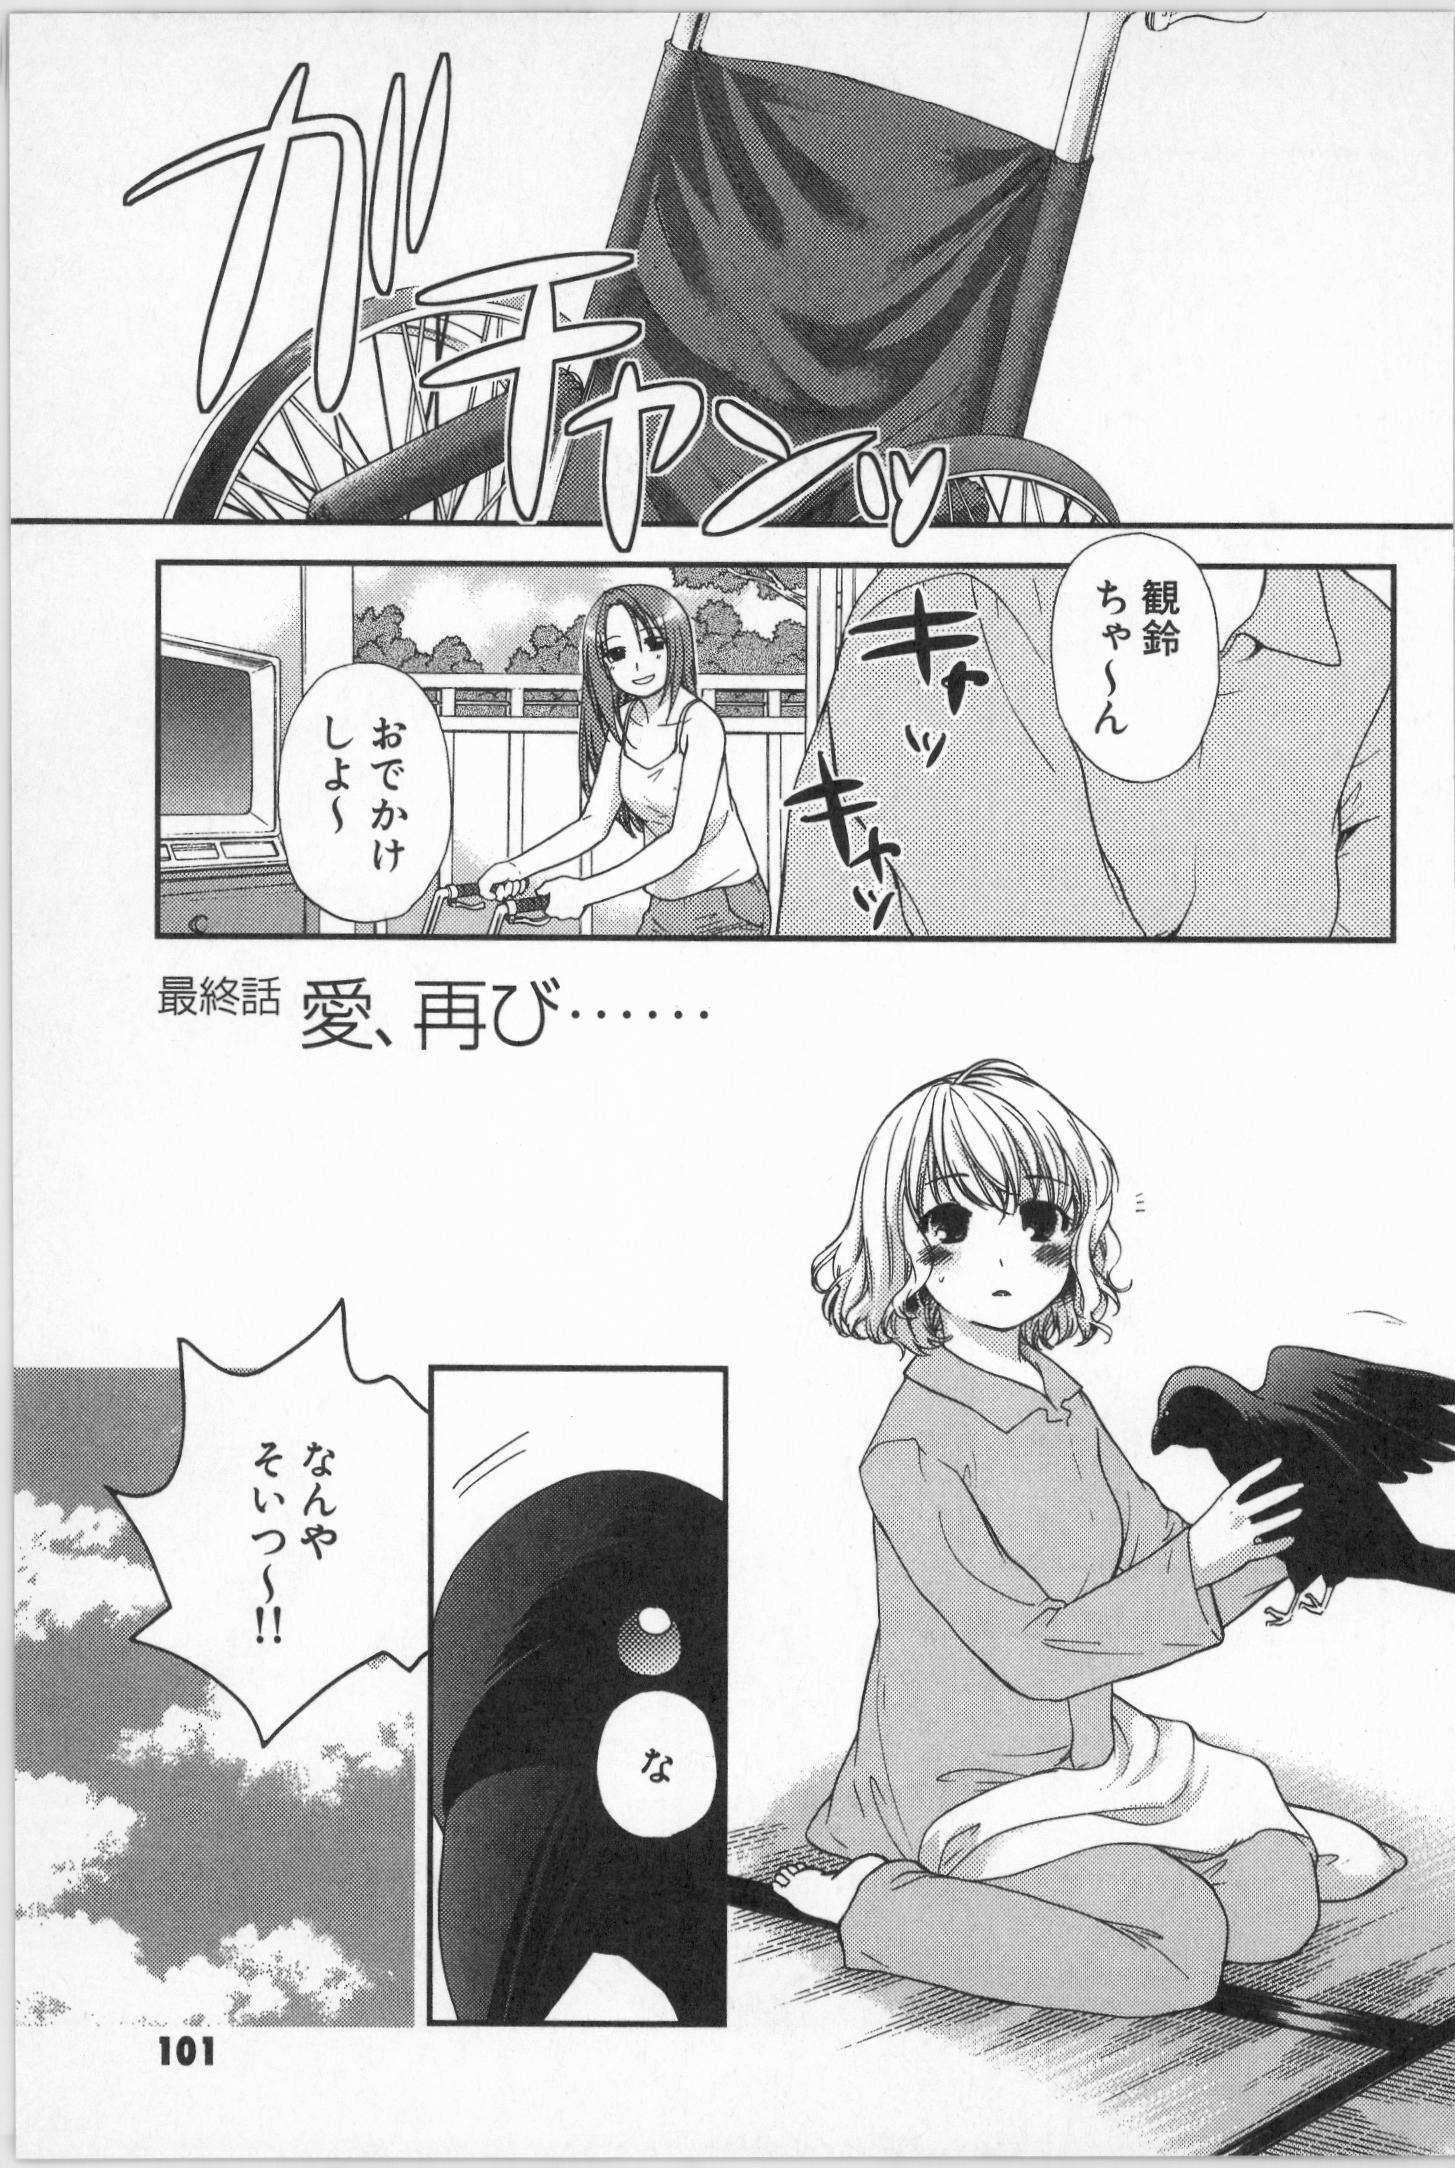 ガチャンッ
観鈴
ちゃ～ん
キャッ
キャッ
おでかけ
しよ～
最終話 愛、再び……
な
なんや
そいつ～!!
101